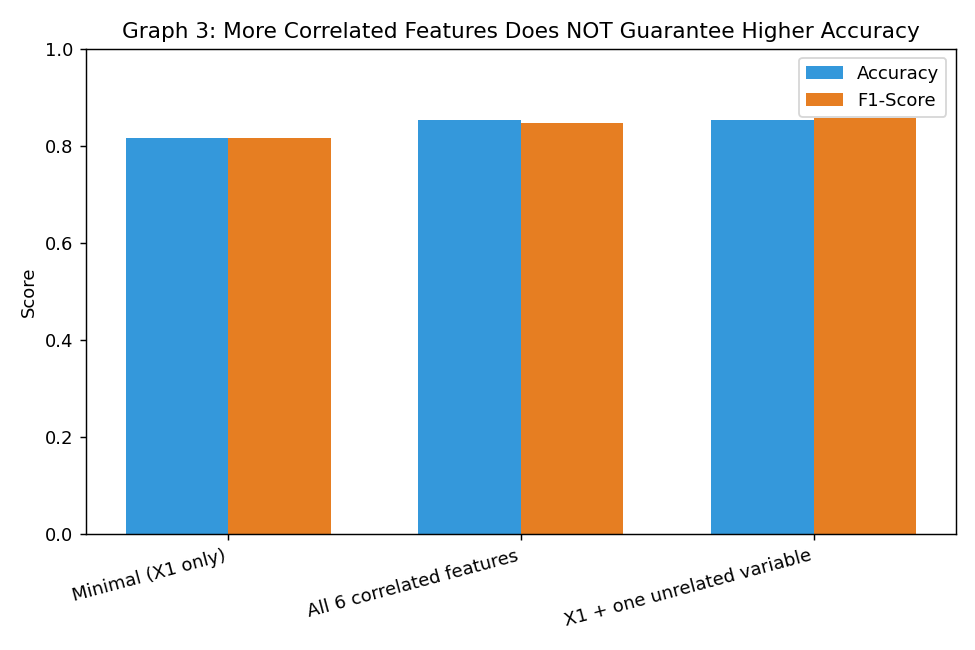 Graph 3: More Correlated Features Does NOT Guarantee Higher Accuracy
Accuracy
F1-Score
Score
1.0
0.8
0.6
0.4
0.2
0.0
Minimal (X1 only)
All 6 correlated features
X1 + one unrelated variable